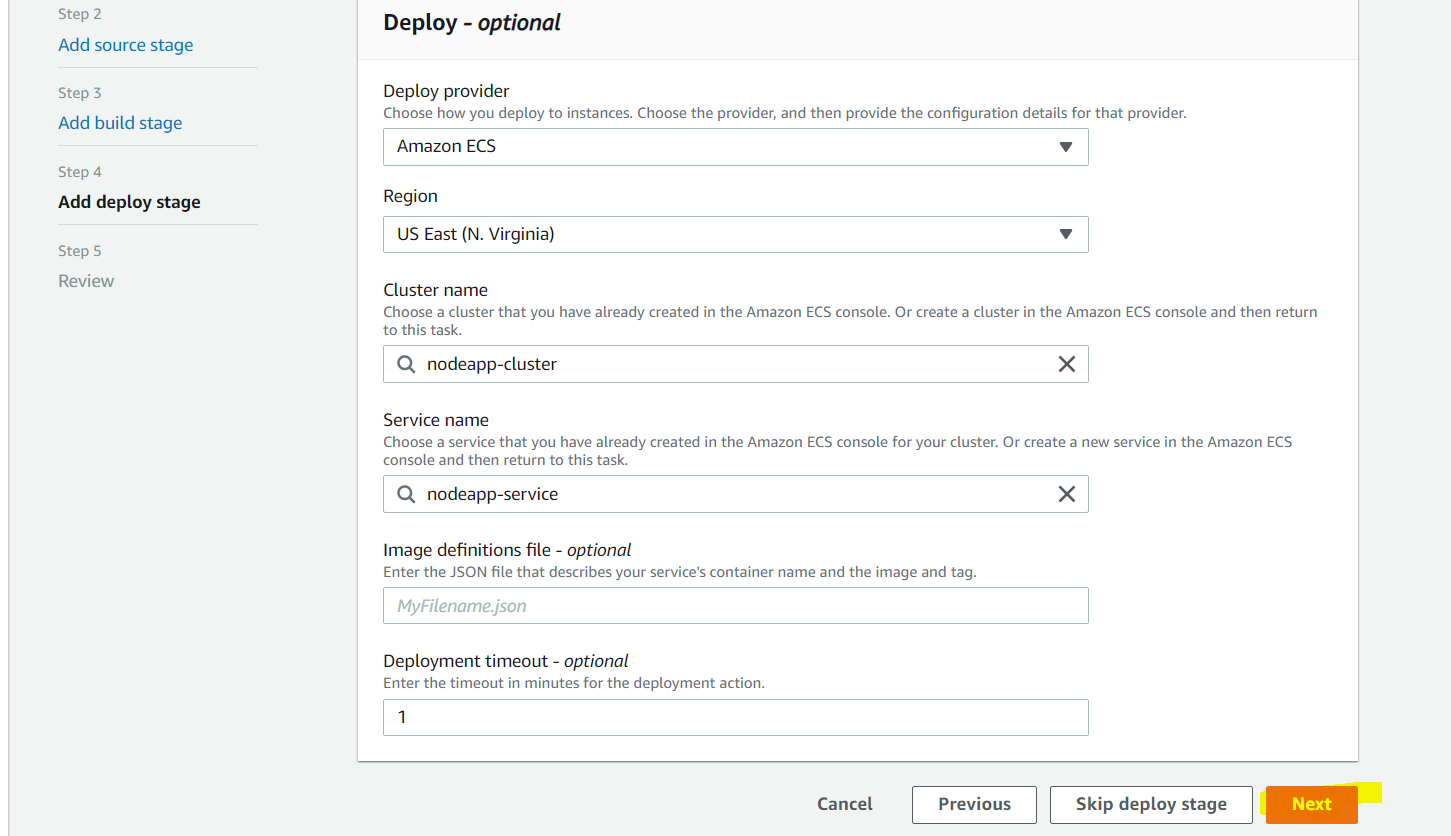 Step 2
Add source stage
Step 3
Add build stage
Step 4
Add deploy stage
Step 5
Review
Deploy - optional
Deploy provider
Choose how you deploy to instances. Choose the provider, and then provide the configuration details for that provider.
Amazon ECS
Region
US East (N. Virginia)
Cluster name
Choose a cluster that you have already created in the Amazon ECS console. Or create a cluster in the Amazon ECS console and then return
to this task.
nodeapp-cluster
Service name
Choose a service that you have already created in the Amazon ECS console for your cluster. Or create a new service in the Amazon ECS
console and then return to this task.
nodeapp-service
Image definitions file - optional
Enter the JSON file that describes your service's container name and the image and tag.
MyFilename.json
Deployment timeout - optional
Enter the timeout in minutes for the deployment action.
1
Cancel
Previous
Skip deploy stage
Next